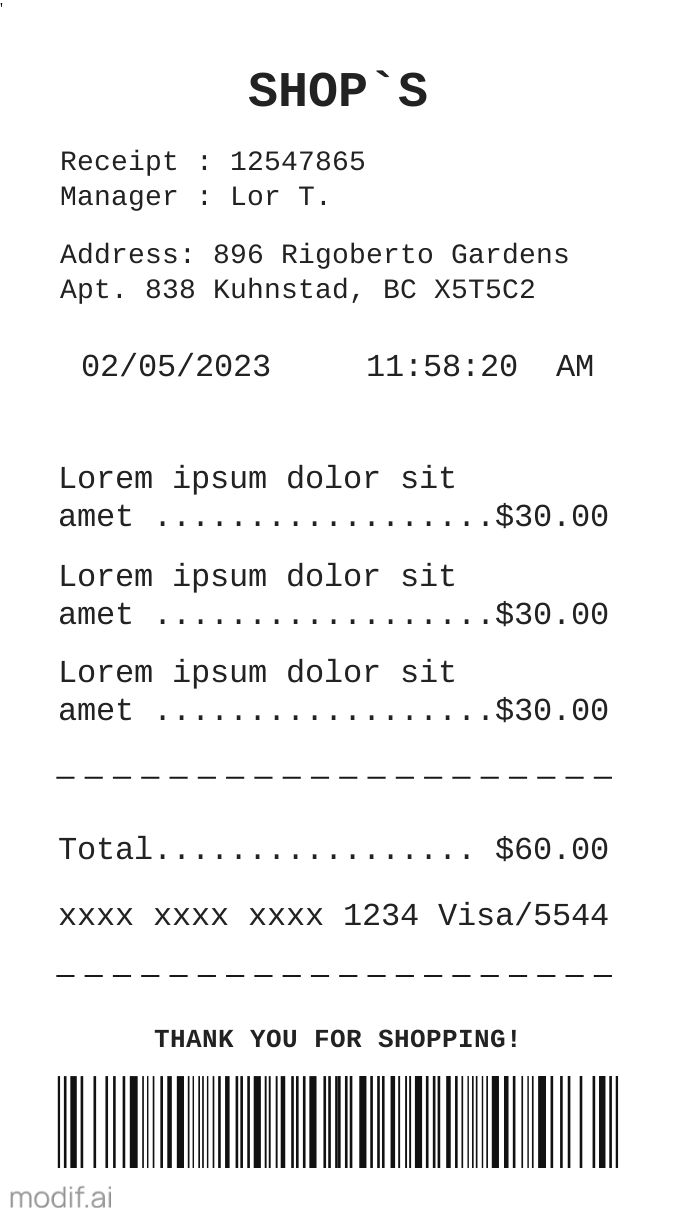 SHOP`S
Receipt : 12547865
Manager : Lor T.
Address: 896 Rigoberto Gardens
Apt. 838 Kuhnstad, BC X5T5C2
02/05/2023 11:58:20 AM
Lorem ipsum dolor sit
amet ..................$30.00
Lorem ipsum dolor sit
amet ..................$30.00
Lorem ipsum dolor sit
amet ..................$30.00
Total................. $60.00
xxxx xxxx xxxx 1234 Visa/5544
THANK YOU FOR SHOPPING!
modif.ai